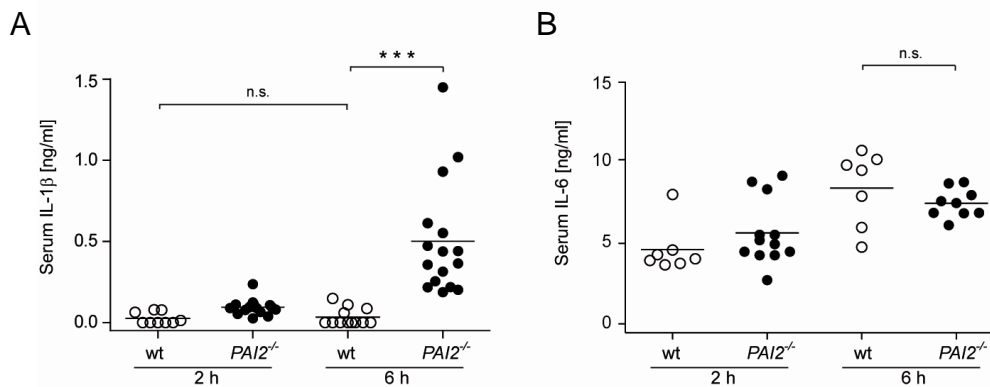 A
Serum IL-1β [ng/ml]
1.5
1.0
0.5
0.0
n.s.
***
wt
PAI2-/-
wt
PAI2-/-
2 h
6 h
B
Serum IL-6 [ng/ml]
15
10
5
0
n.s.
wt
PAI2-/-
wt
PAI2-/-
2 h
6 h